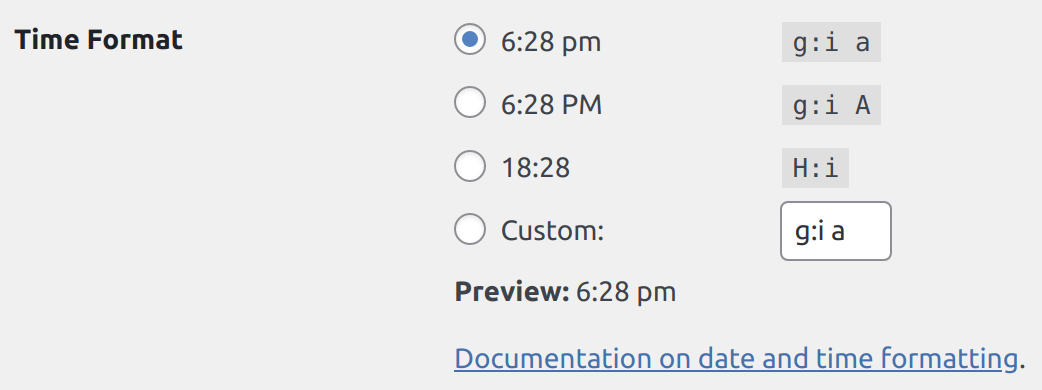 Time Format
6:28 pm g:i a
6:28 PM g:i A
18:28 H:i
Custom: g:i a
Preview: 6:28 pm
Documentation on date and time formatting.